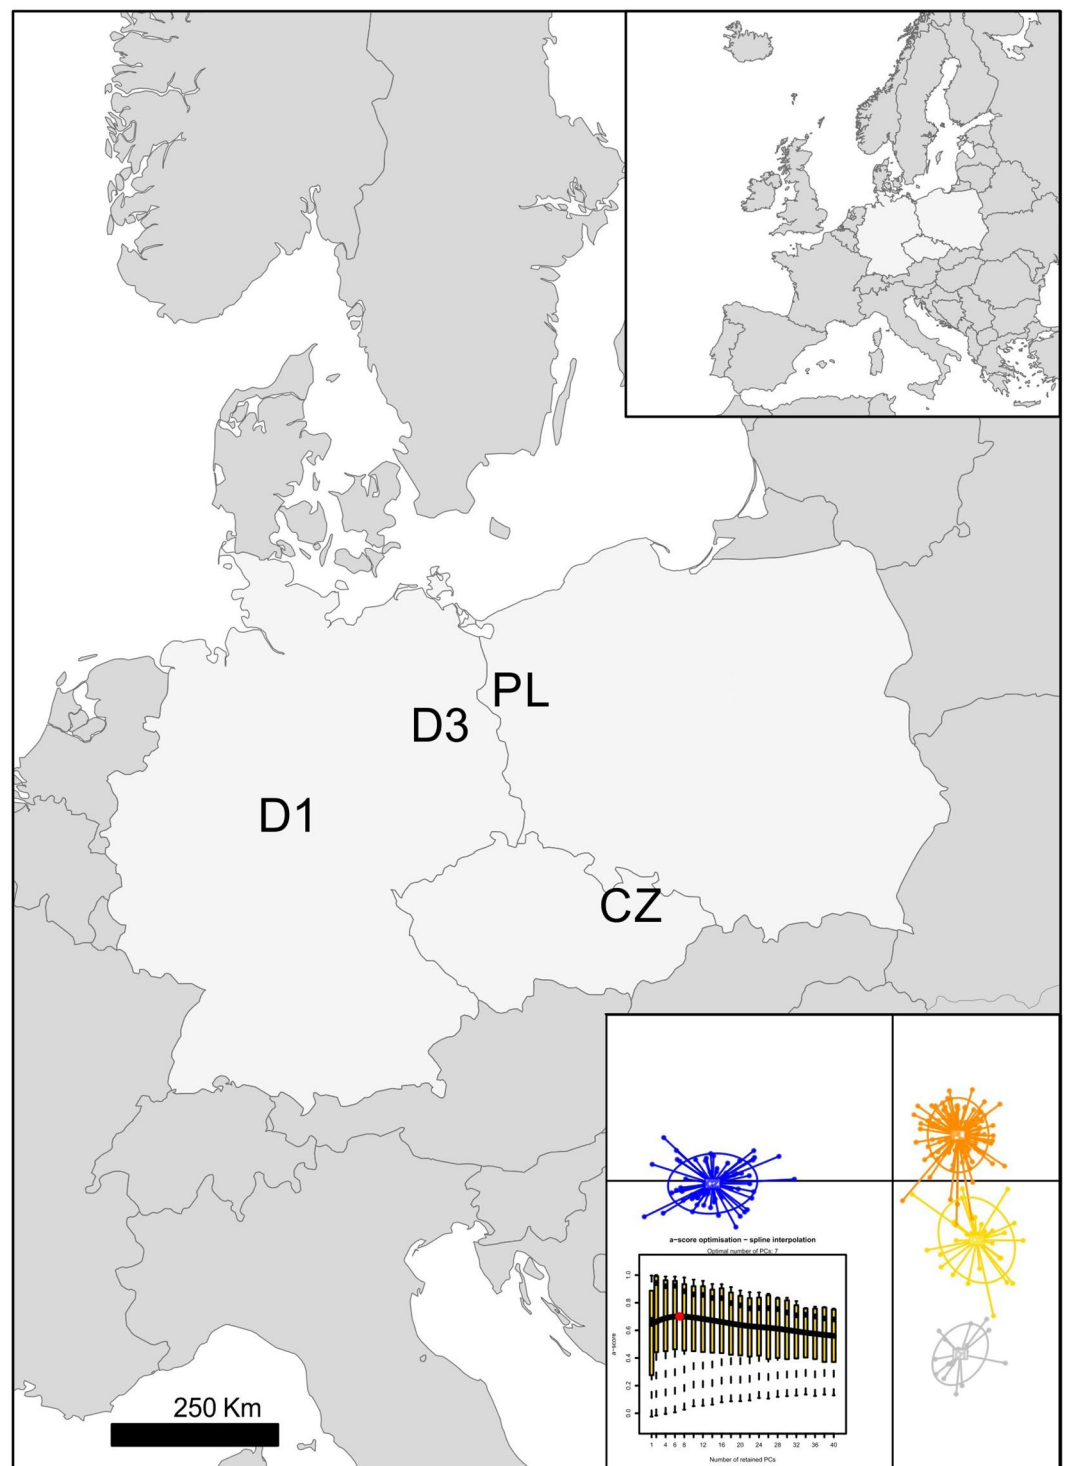 PL
D3
D1
CZ
250 Km
a-score optimisation - spline interpolation
Optimal number of PCs: 7
a-score
1.0
0.8
0.6
0.4
0.2
0.0
1 4 6 8 12 16 20 24 28 32 36 40
Number of retained PCs